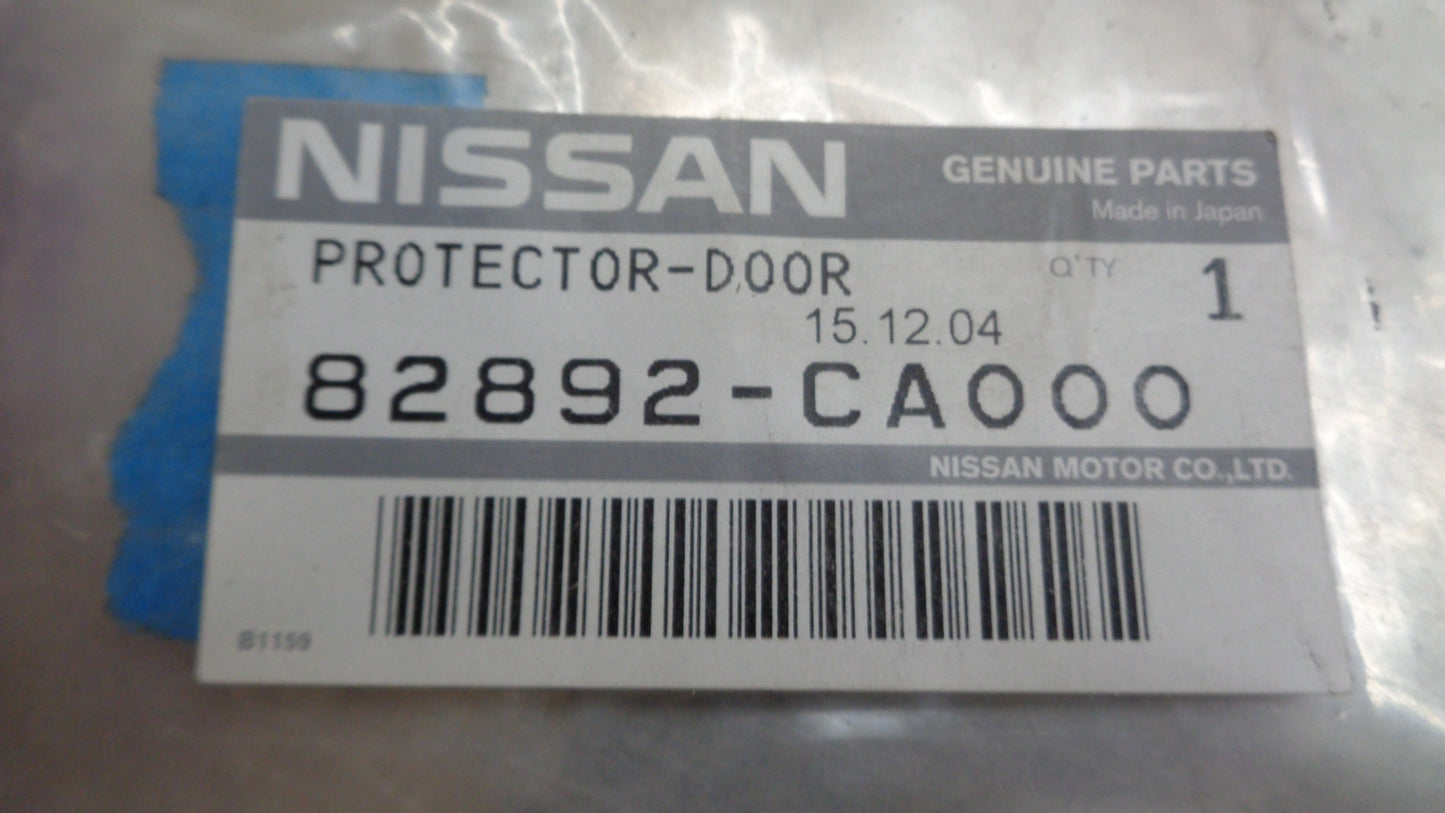 NISSAN GENUINE PARTS
Made in Japan
PROTECTOR-DOOR Q'TY 1
15.12.04
82892-CA000
NISSAN MOTOR CO.,LTD.
B1159